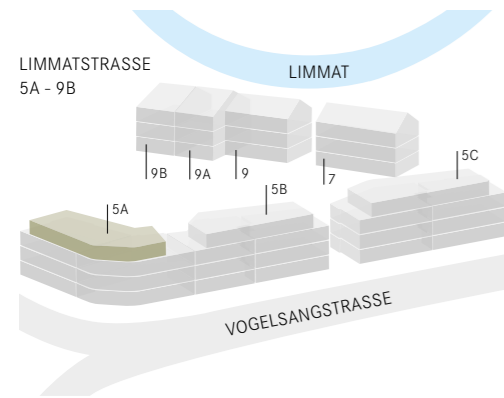 LIMMATSTRASSE
5A - 9B
LIMMAT
9B
9A
9
7
5C
5B
5A
VOGELSANGSTRASSE